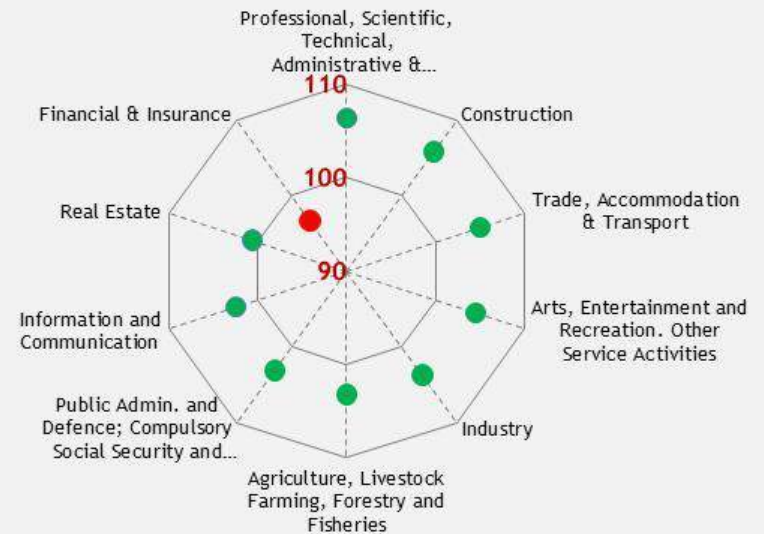 Professional, Scientific,
Technical,
Administrative &...
110
Financial & Insurance
Construction
100
Real Estate
Trade, Accommodation
& Transport
90
Information and
Communication
Arts, Entertainment and
Recreation. Other
Service Activities
Public Admin. and
Defence; Compulsory
Social Security and...
Industry
Agriculture, Livestock
Farming, Forestry and
Fisheries